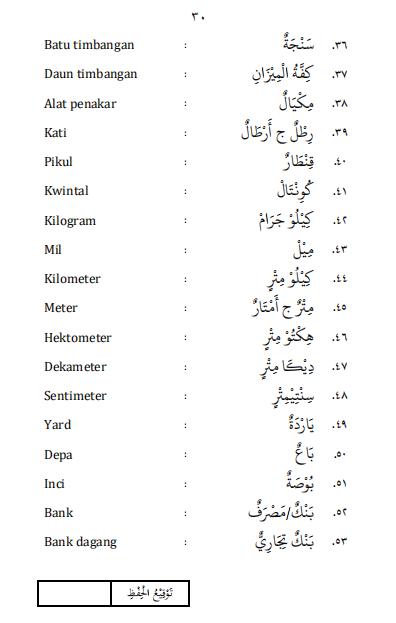 ٣٠
٣٦. سَنْجَةٌ : Batu timbangan
٣٧. كِفَّةُ الْمِيْزَانِ : Daun timbangan
٣٨. مِكْيَالٌ : Alat penakar
٣٩. رِطْلٌ ج أَرْطَالٌ : Kati
٤٠. قِنْطَارٌ : Pikul
٤١. كُوِنْتَالْ : Kwintal
٤٢. كِيْلُوْ جَرَامْ : Kilogram
٤٣. مِيْلْ : Mil
٤٤. كِيْلُوْ مِتْرٍ : Kilometer
٤٥. مِتْرٌ ج أَمْتَارٌ : Meter
٤٦. هِكْتُوْ مِتْرٍ : Hektometer
٤٧. دِيْكَا مِتْرٍ : Dekameter
٤٨. سِنْتِيْمِتْرٍ : Sentimeter
٤٩. يَارْدَةٌ : Yard
٥٠. بَاعٌ : Depa
٥١. بُوْصَةٌ : Inci
٥٢. بَنْكٌ/مَصْرَفٌ : Bank
٥٣. بَنْكٌ تِجَارِيٌّ : Bank dagang
تَوْقِيْعُ الْحِفْظِ